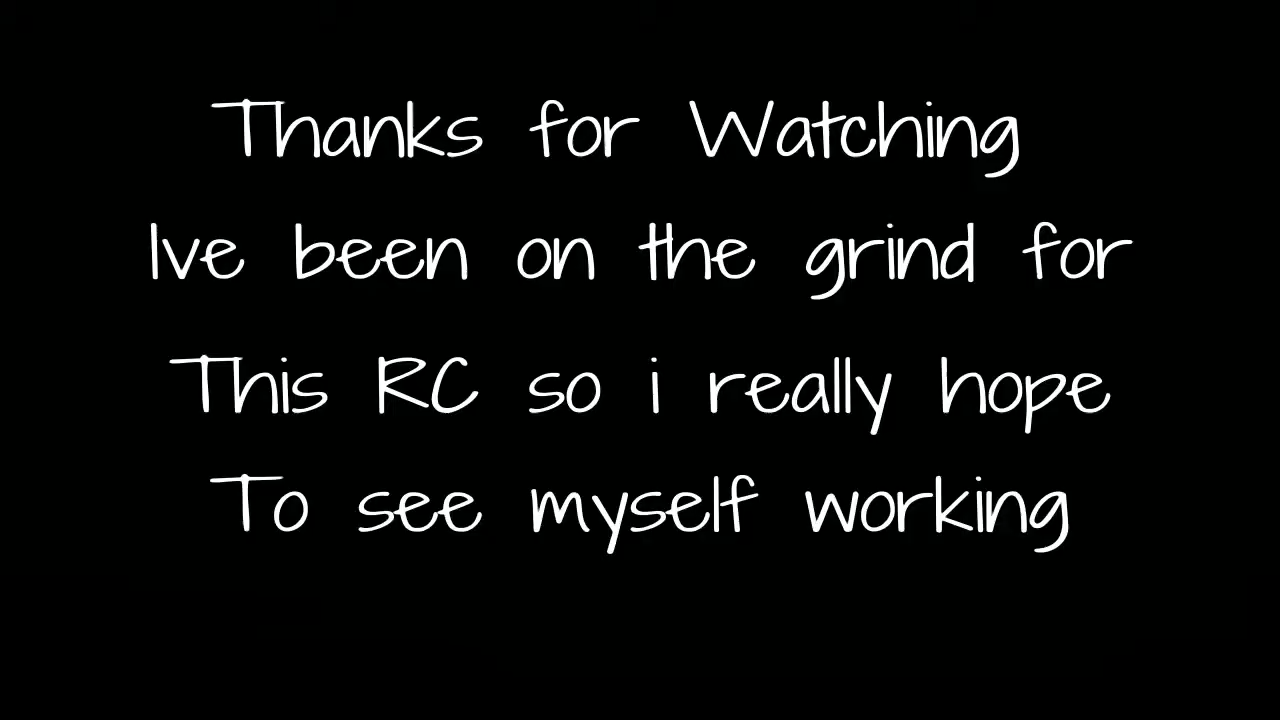 Thanks for Watching
Ive been on the grind for
This RC so i really hope
To see myself working